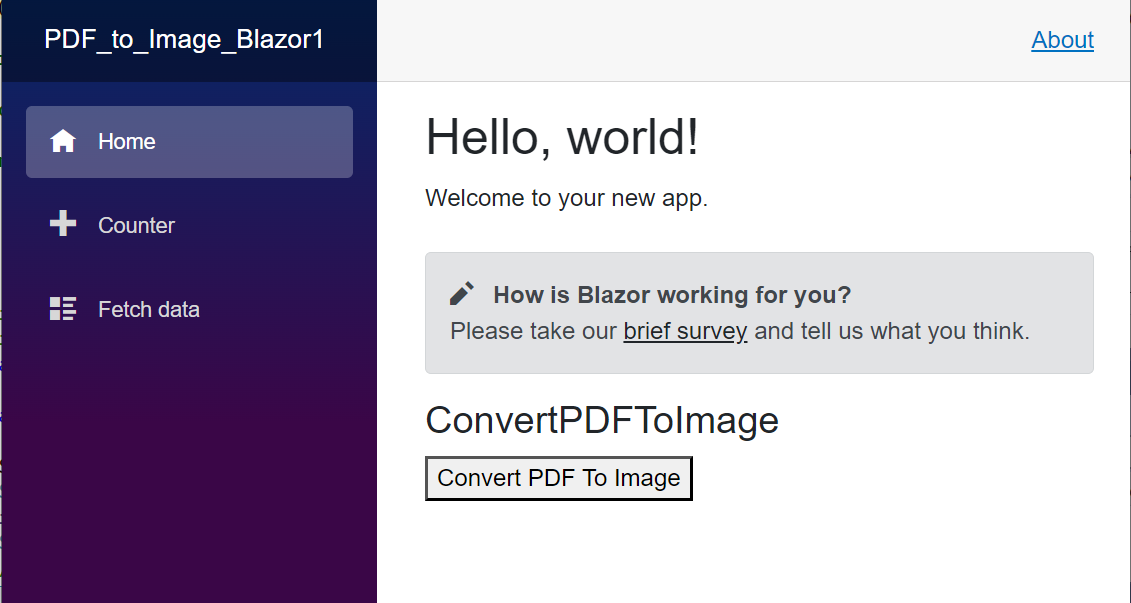 PDF_to_Image_Blazor1
About
Home
Counter
Fetch data
Hello, world!
Welcome to your new app.
How is Blazor working for you?
Please take our brief survey and tell us what you think.
ConvertPDFToImage
Convert PDF To Image